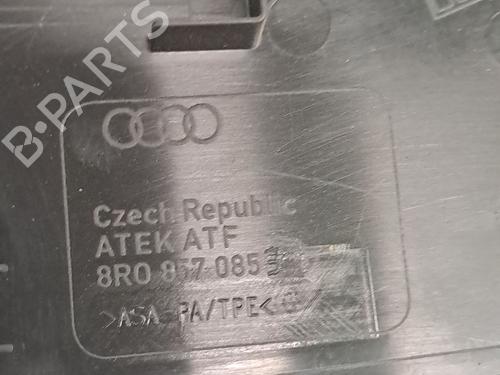 B-PARTS
Czech Republic
ATEK ATF
8R0 857 085
>ASA-PA/TPE<